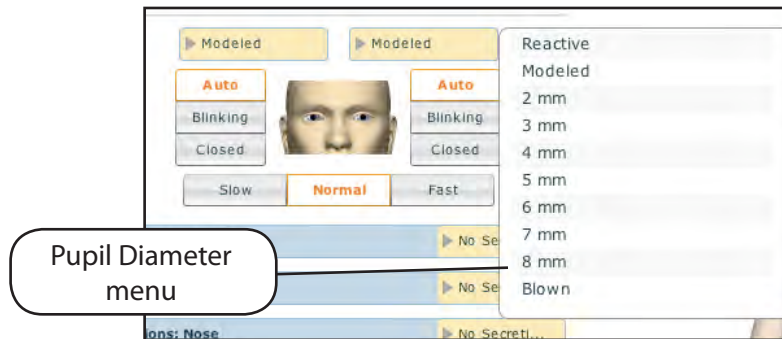 Modeled
Modeled
Auto
Blinking
Closed
Auto
Blinking
Closed
Slow
Normal
Fast
Reactive
Modeled
2 mm
3 mm
4 mm
5 mm
6 mm
7 mm
8 mm
Blown
Pupil Diameter
menu
No Se
No Se
ions: Nose
No Secreti...